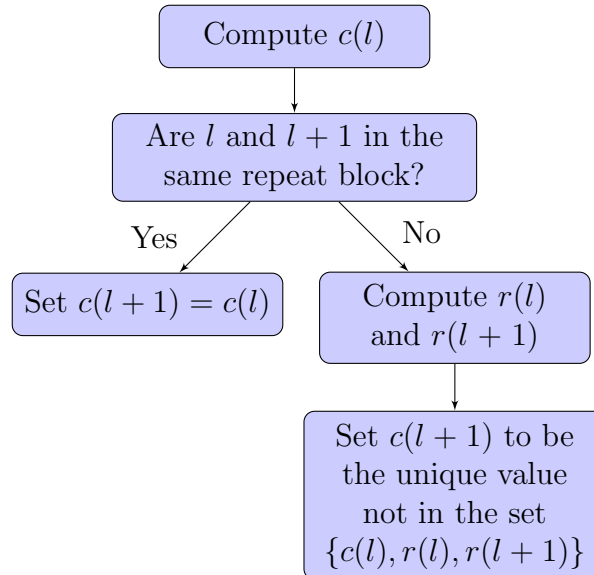 Compute c(l)
Are l and l + 1 in the
same repeat block?
Yes
No
Set c(l + 1) = c(l)
Compute r(l)
and r(l + 1)
Set c(l + 1) to be
the unique value
not in the set
{c(l), r(l), r(l + 1)}